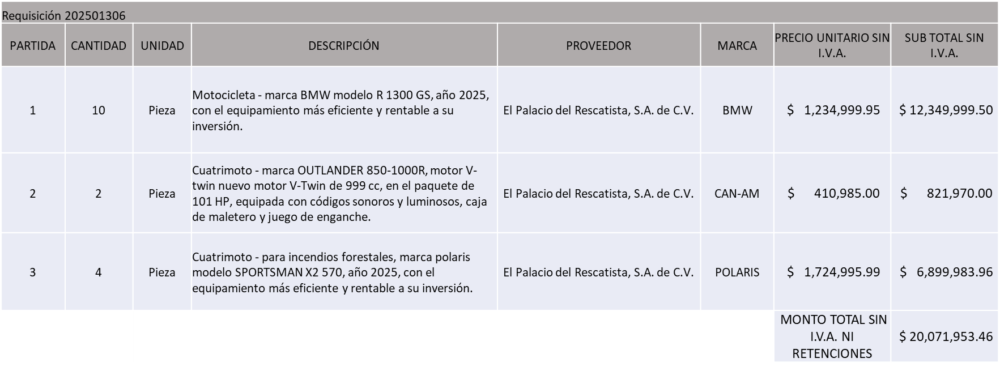 Requisición 202501306
PARTIDA CANTIDAD UNIDAD DESCRIPCIÓN PROVEEDOR MARCA PRECIO UNITARIO SIN I.V.A. SUB TOTAL SIN I.V.A.
1 10 Pieza
Motocicleta - marca BMW modelo R 1300 GS, año 2025,
con el equipamiento más eficiente y rentable a su
inversión.
El Palacio del Rescatista, S.A. de C.V. BMW $ 1,234,999.95 $ 12,349,999.50
2 2 Pieza
Cuatrimoto - marca OUTLANDER 850-1000R, motor V-
twin nuevo motor V-Twin de 999 cc, en el paquete de
101 HP, equipada con códigos sonoros y luminosos, caja
de maletero y juego de enganche.
El Palacio del Rescatista, S.A. de C.V. CAN-AM $ 410,985.00 $ 821,970.00
3 4 Pieza
Cuatrimoto - para incendios forestales, marca polaris
modelo SPORTSMAN X2 570, año 2025, con el
equipamiento más eficiente y rentable a su inversión.
El Palacio del Rescatista, S.A. de C.V. POLARIS $ 1,724,995.99 $ 6,899,983.96
MONTO TOTAL SIN
I.V.A. NI
RETENCIONES
$ 20,071,953.46